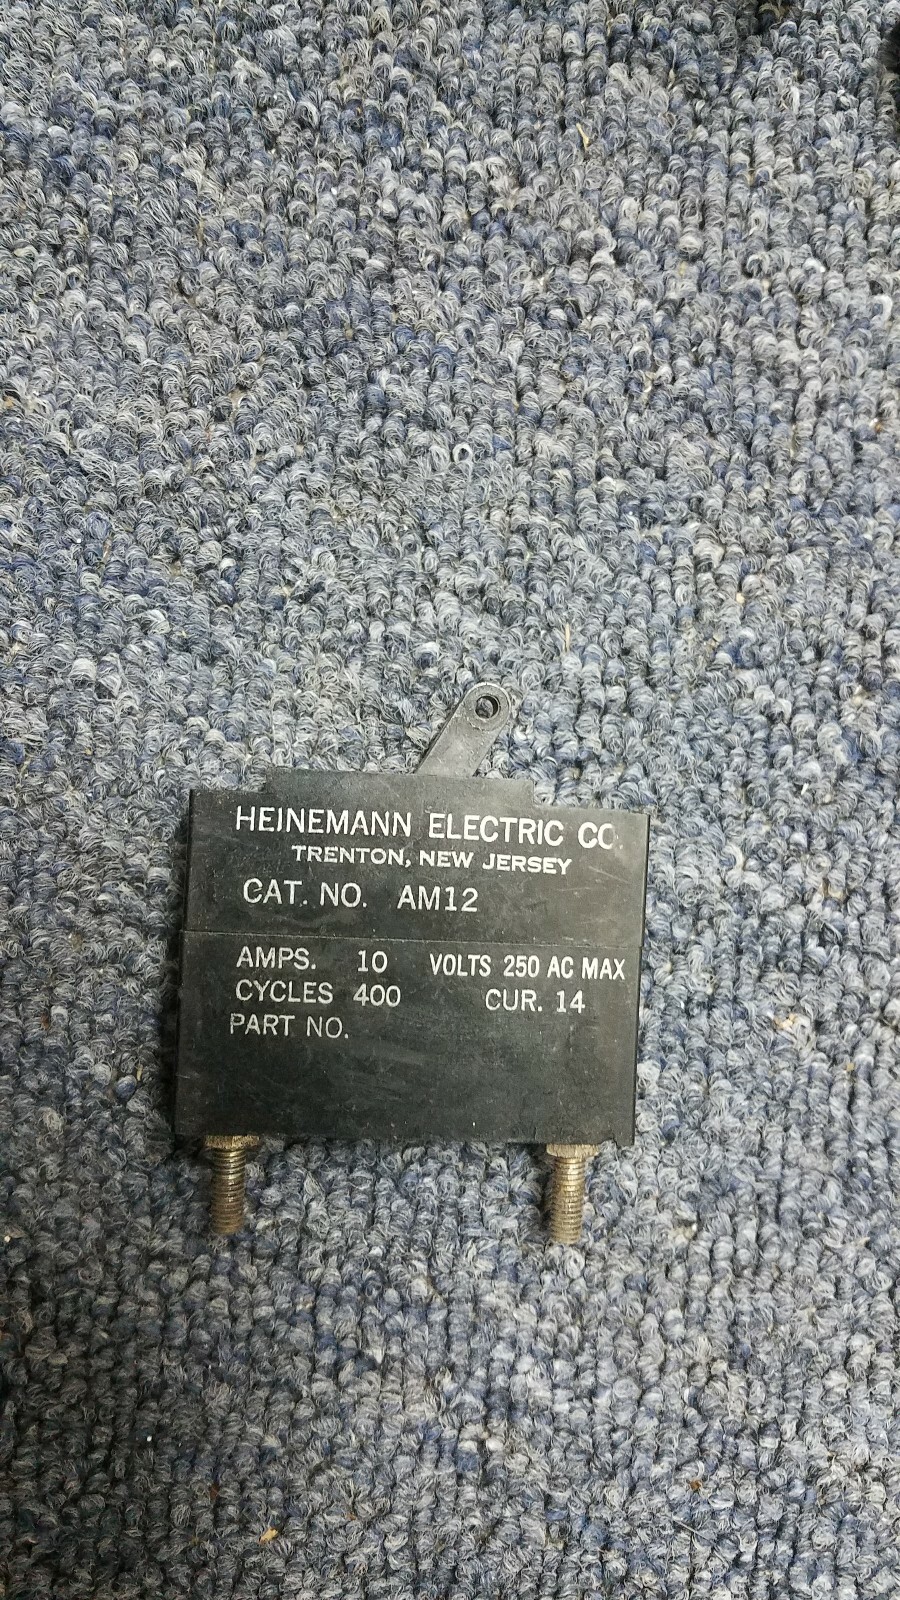 HEINEMANN ELECTRIC CO.
TRENTON, NEW JERSEY
CAT. NO. AM12
AMPS. 10 VOLTS 250 AC MAX
CYCLES 400 CUR. 14
PART NO.